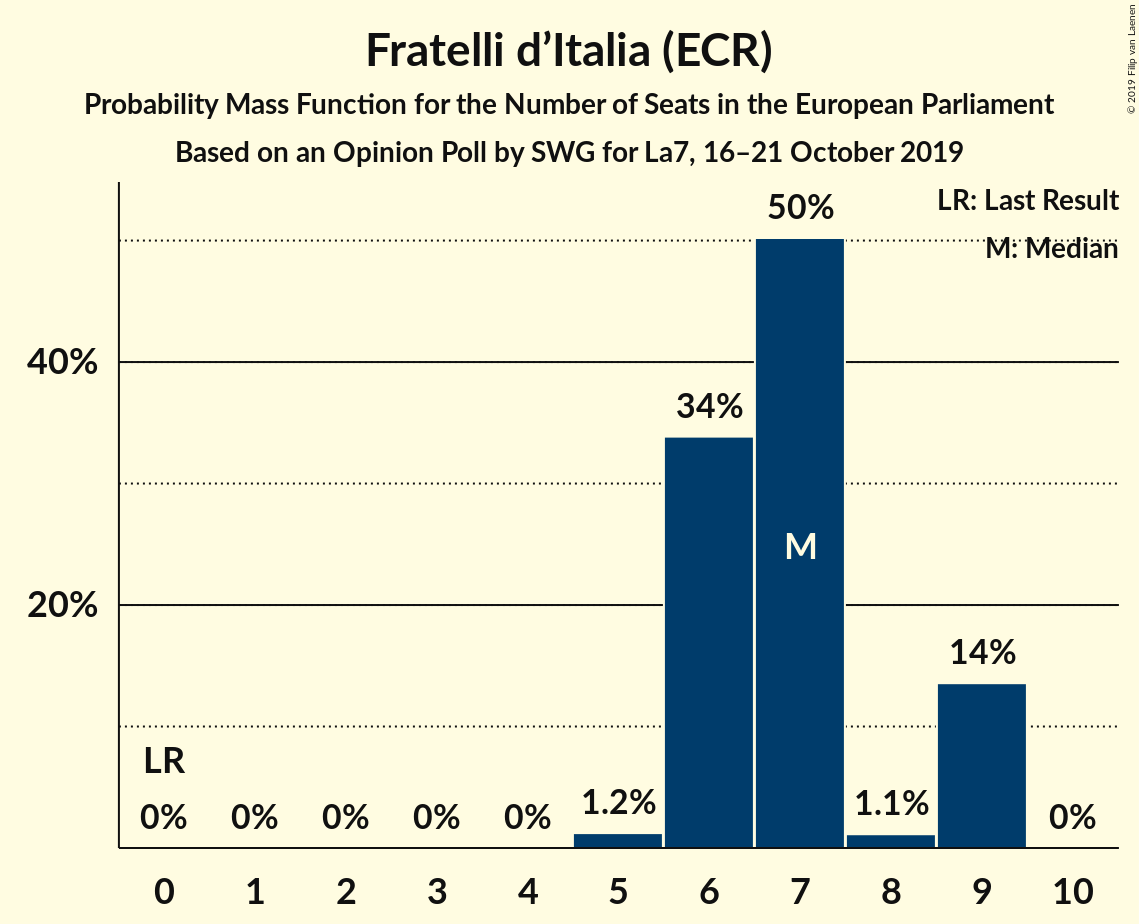 Fratelli d’Italia (ECR)
Probability Mass Function for the Number of Seats in the European Parliament
Based on an Opinion Poll by SWG for La7, 16–21 October 2019
© 2019 Filip van Laenen
LR: Last Result
M: Median
50%
40%
34%
M
20%
14%
LR
0% 0% 0% 0% 0% 1.2% 1.1% 0%
0 1 2 3 4 5 6 7 8 9 10